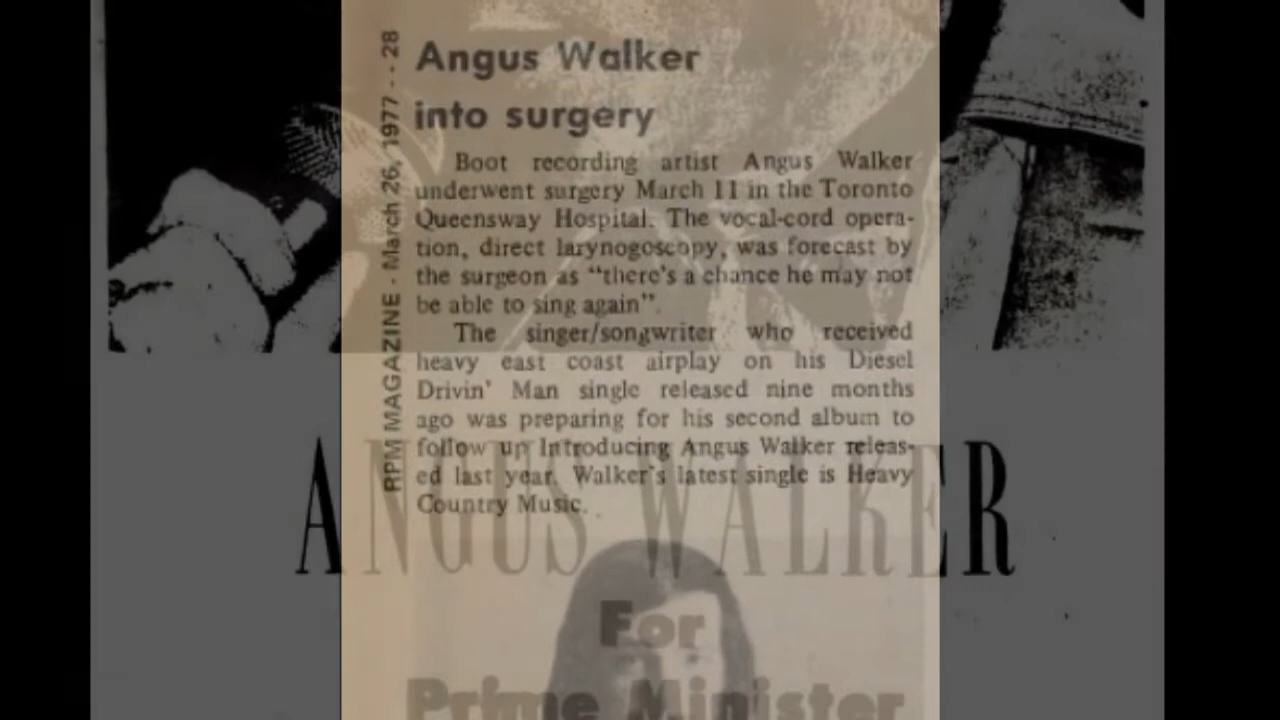 RPM MAGAZINE - March 26, 1977 - - 28
Angus Walker
into surgery
Boot recording artist Angus Walker
underwent surgery March 11 in the Toronto
Queensway Hospital. The vocal-cord opera-
tion, direct larynogoscopy, was forecast by
the surgeon as "there's a chance he may not
be able to sing again".
The singer/songwriter who received
heavy east coast airplay on his Diesel
Drivin' Man single released nine months
ago was preparing for his second album to
follow up Introducing Angus Walker releas-
ed last year. Walker's latest single is Heavy
Country Music.
ANGUS WALKER
For
Prime Minister